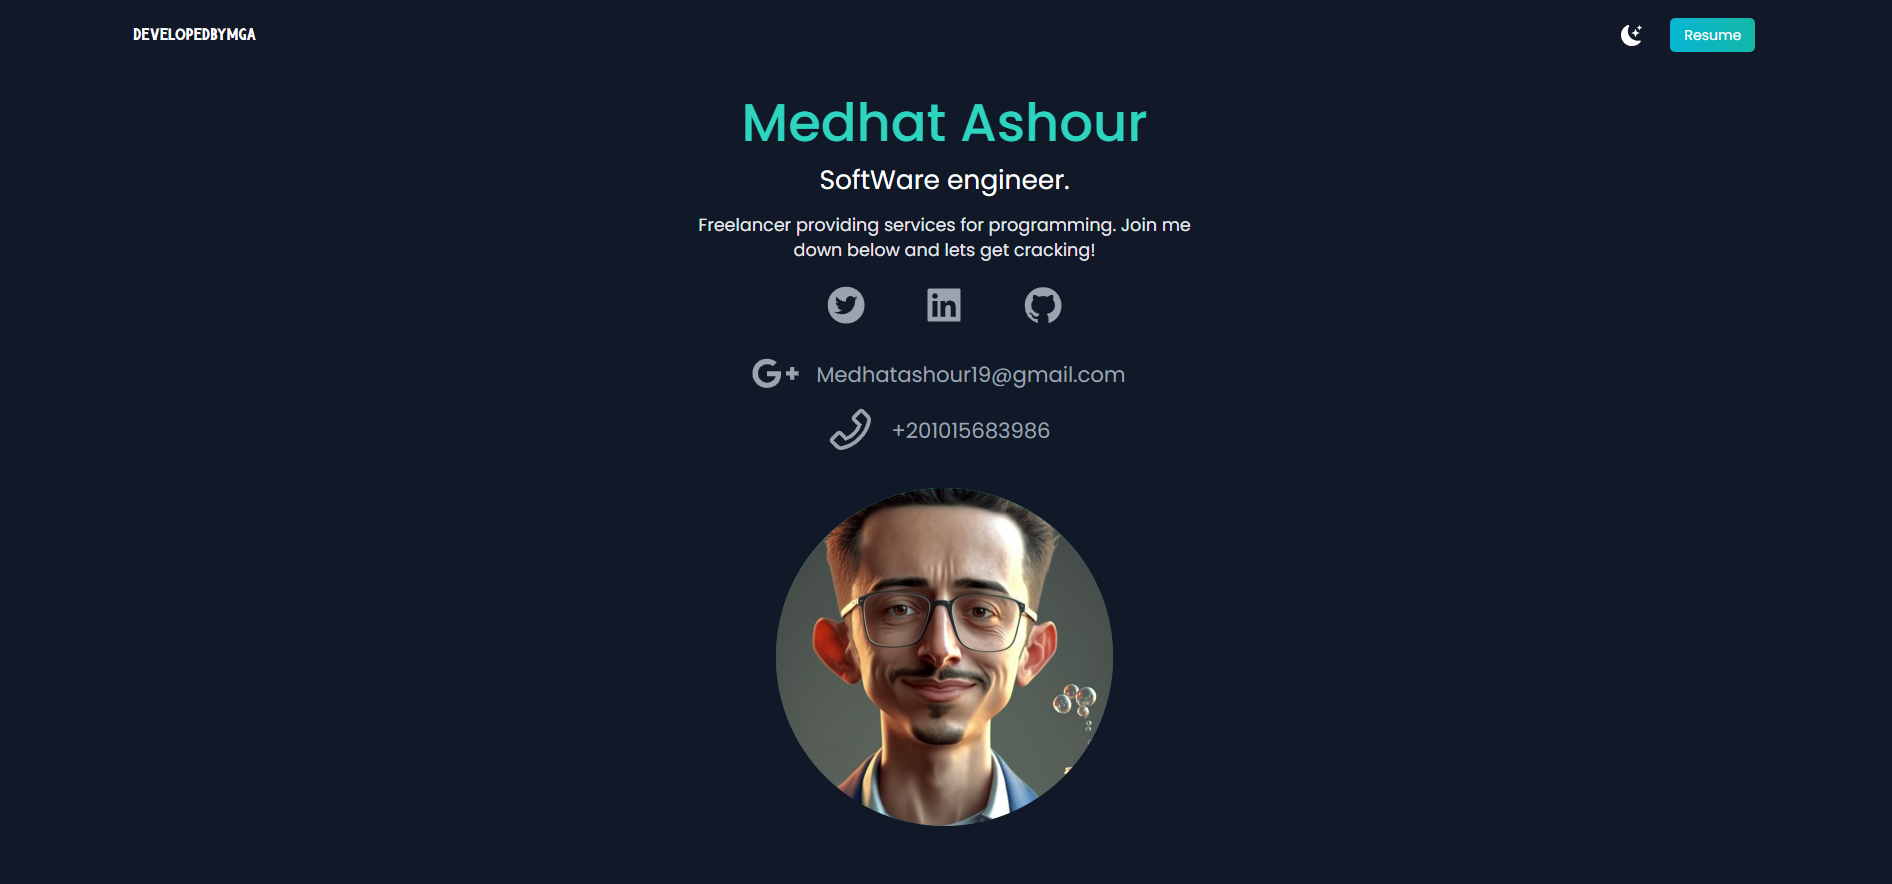 DEVELOPEDBYMGA
Resume
Medhat Ashour
SoftWare engineer.
Freelancer providing services for programming. Join me
down below and lets get cracking!
in
G+ Medhatashour19@gmail.com
+201015683986